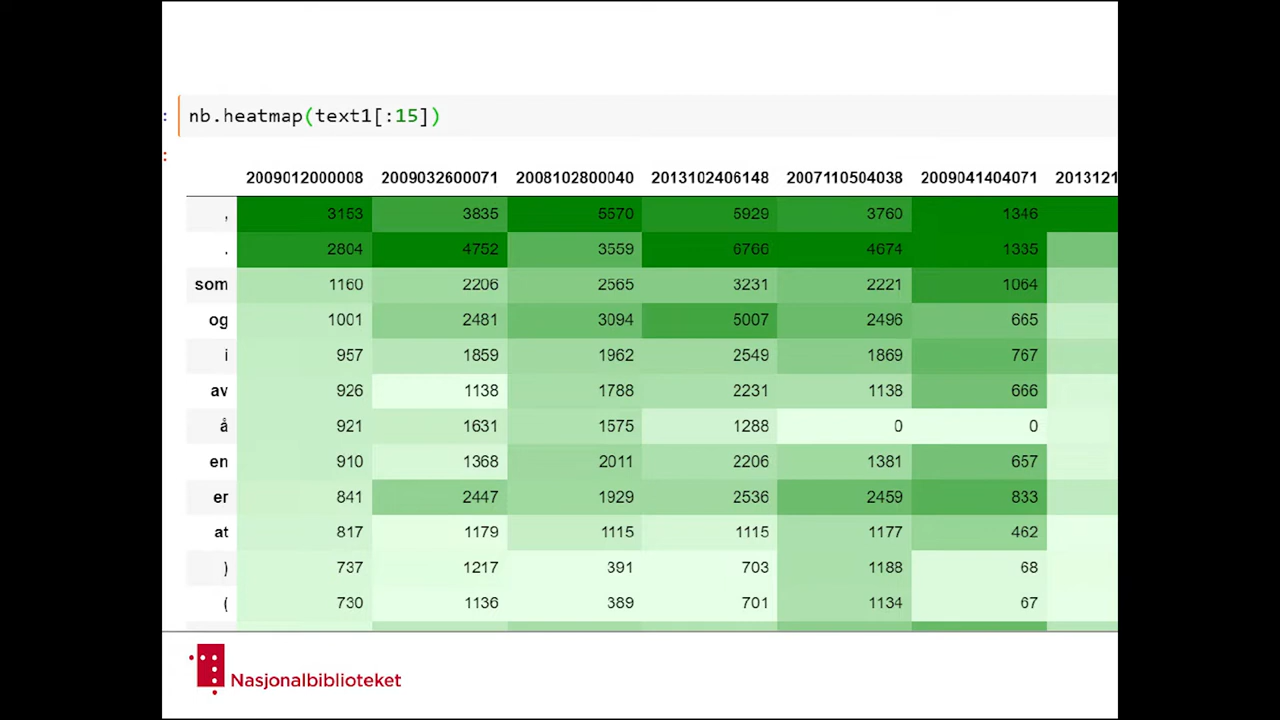 nb.heatmap(text1[:15])
2009012000008 2009032600071 2008102800040 2013102406148 2007110504038 2009041404071 2013121
, 3153 3835 5570 5929 3760 1346
. 2804 4752 3559 6766 4674 1335
som 1160 2206 2565 3231 2221 1064
og 1001 2481 3094 5007 2496 665
i 957 1859 1962 2549 1869 767
av 926 1138 1788 2231 1138 666
å 921 1631 1575 1288 0 0
en 910 1368 2011 2206 1381 657
er 841 2447 1929 2536 2459 833
at 817 1179 1115 1115 1177 462
) 737 1217 391 703 1188 68
( 730 1136 389 701 1134 67
Nasjonalbiblioteket